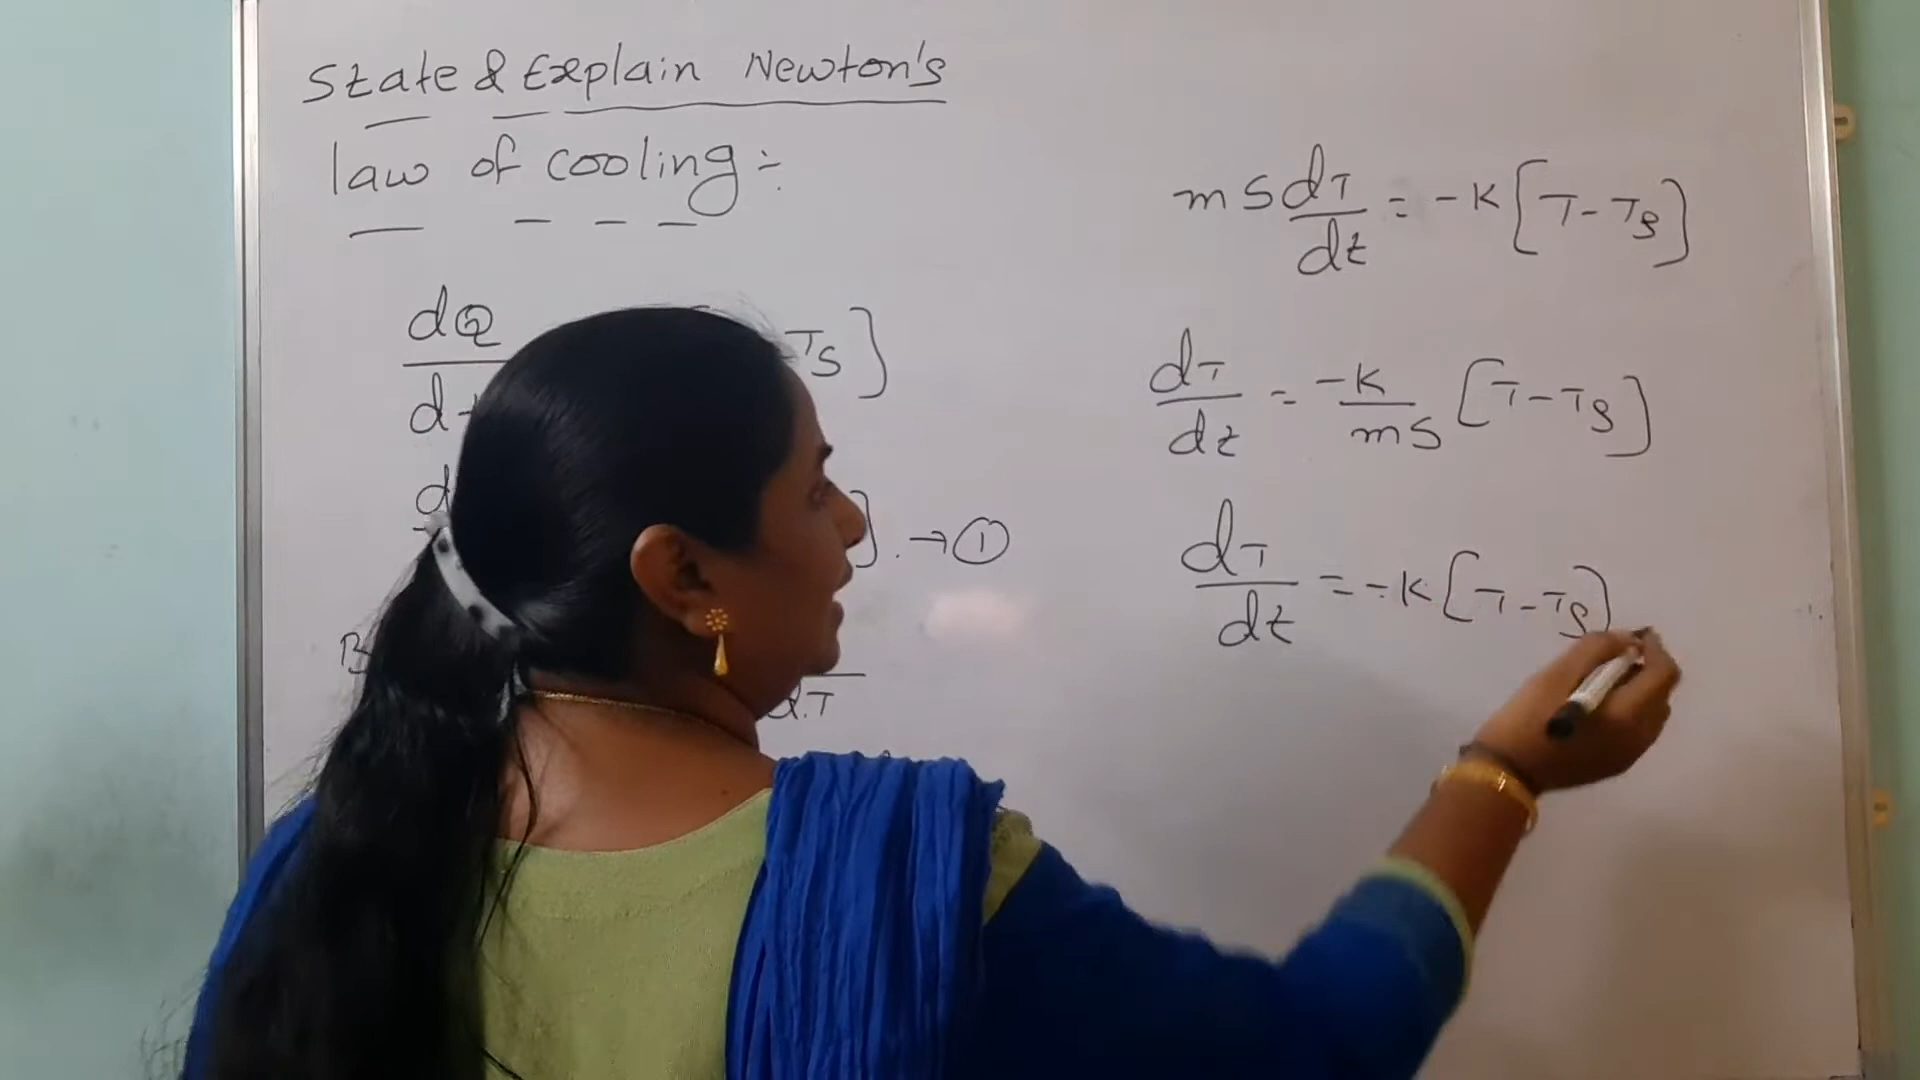 State & Explain Newton's
law of cooling :-
dQ
TS]
d
d
] . → ①
B
dT
m S dT/dt = -K [T - TS]
dT/dt = -K/mS [T - TS]
dT/dt = -K [T - TS]